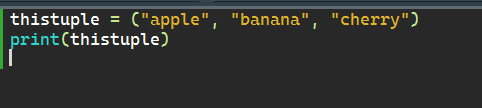 thistuple = ("apple", "banana", "cherry")
print(thistuple)